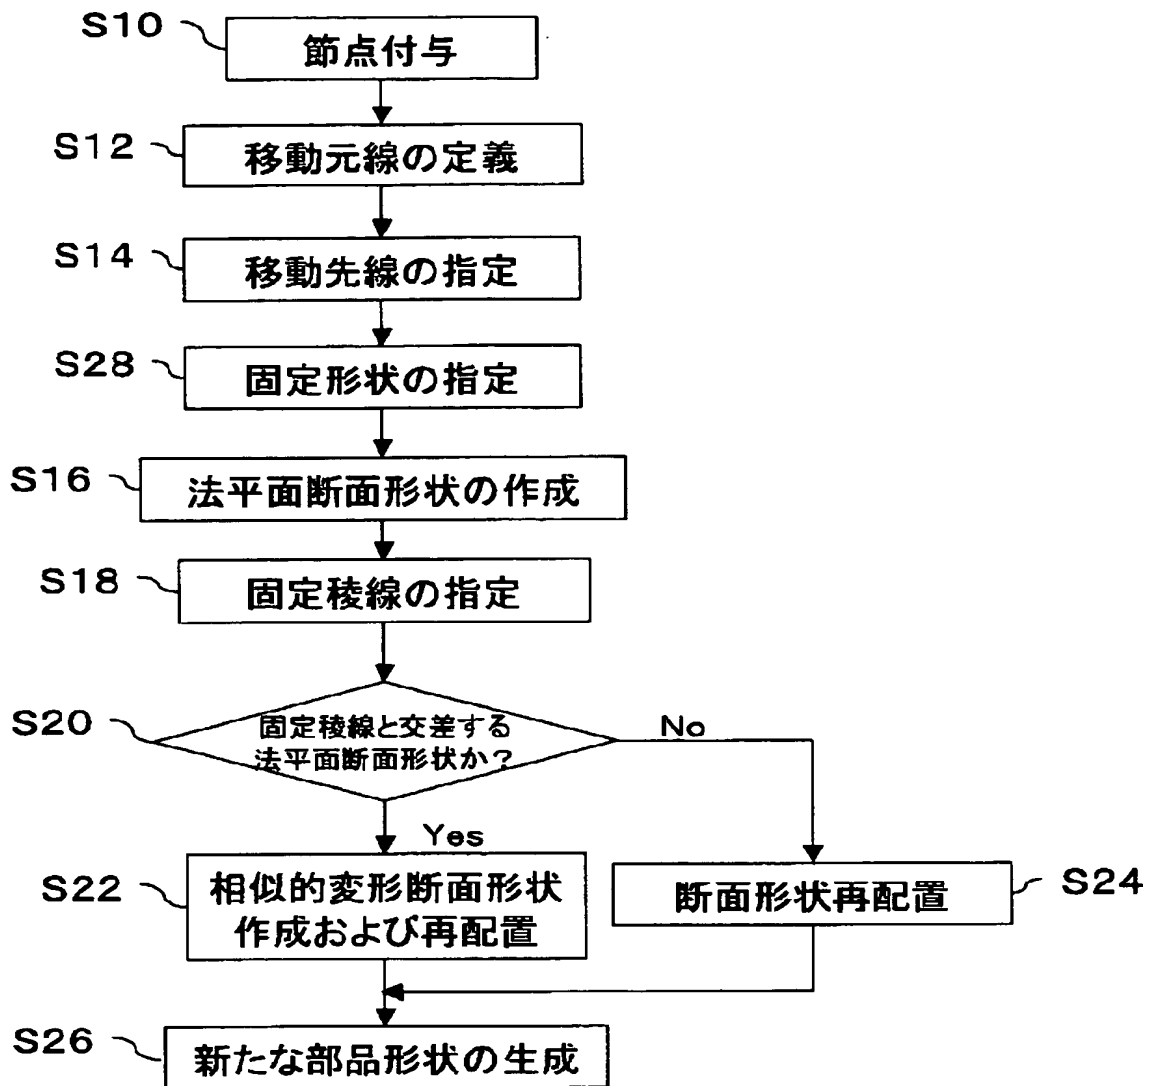 S10
節点付与
S12
移動元線の定義
S14
移動先線の指定
S28
固定形状の指定
S16
法平面断面形状の作成
S18
固定稜線の指定
S20
固定稜線と交差する
法平面断面形状か？
No
Yes
S22
相似的変形断面形状
作成および再配置
断面形状再配置
S24
S26
新たな部品形状の生成